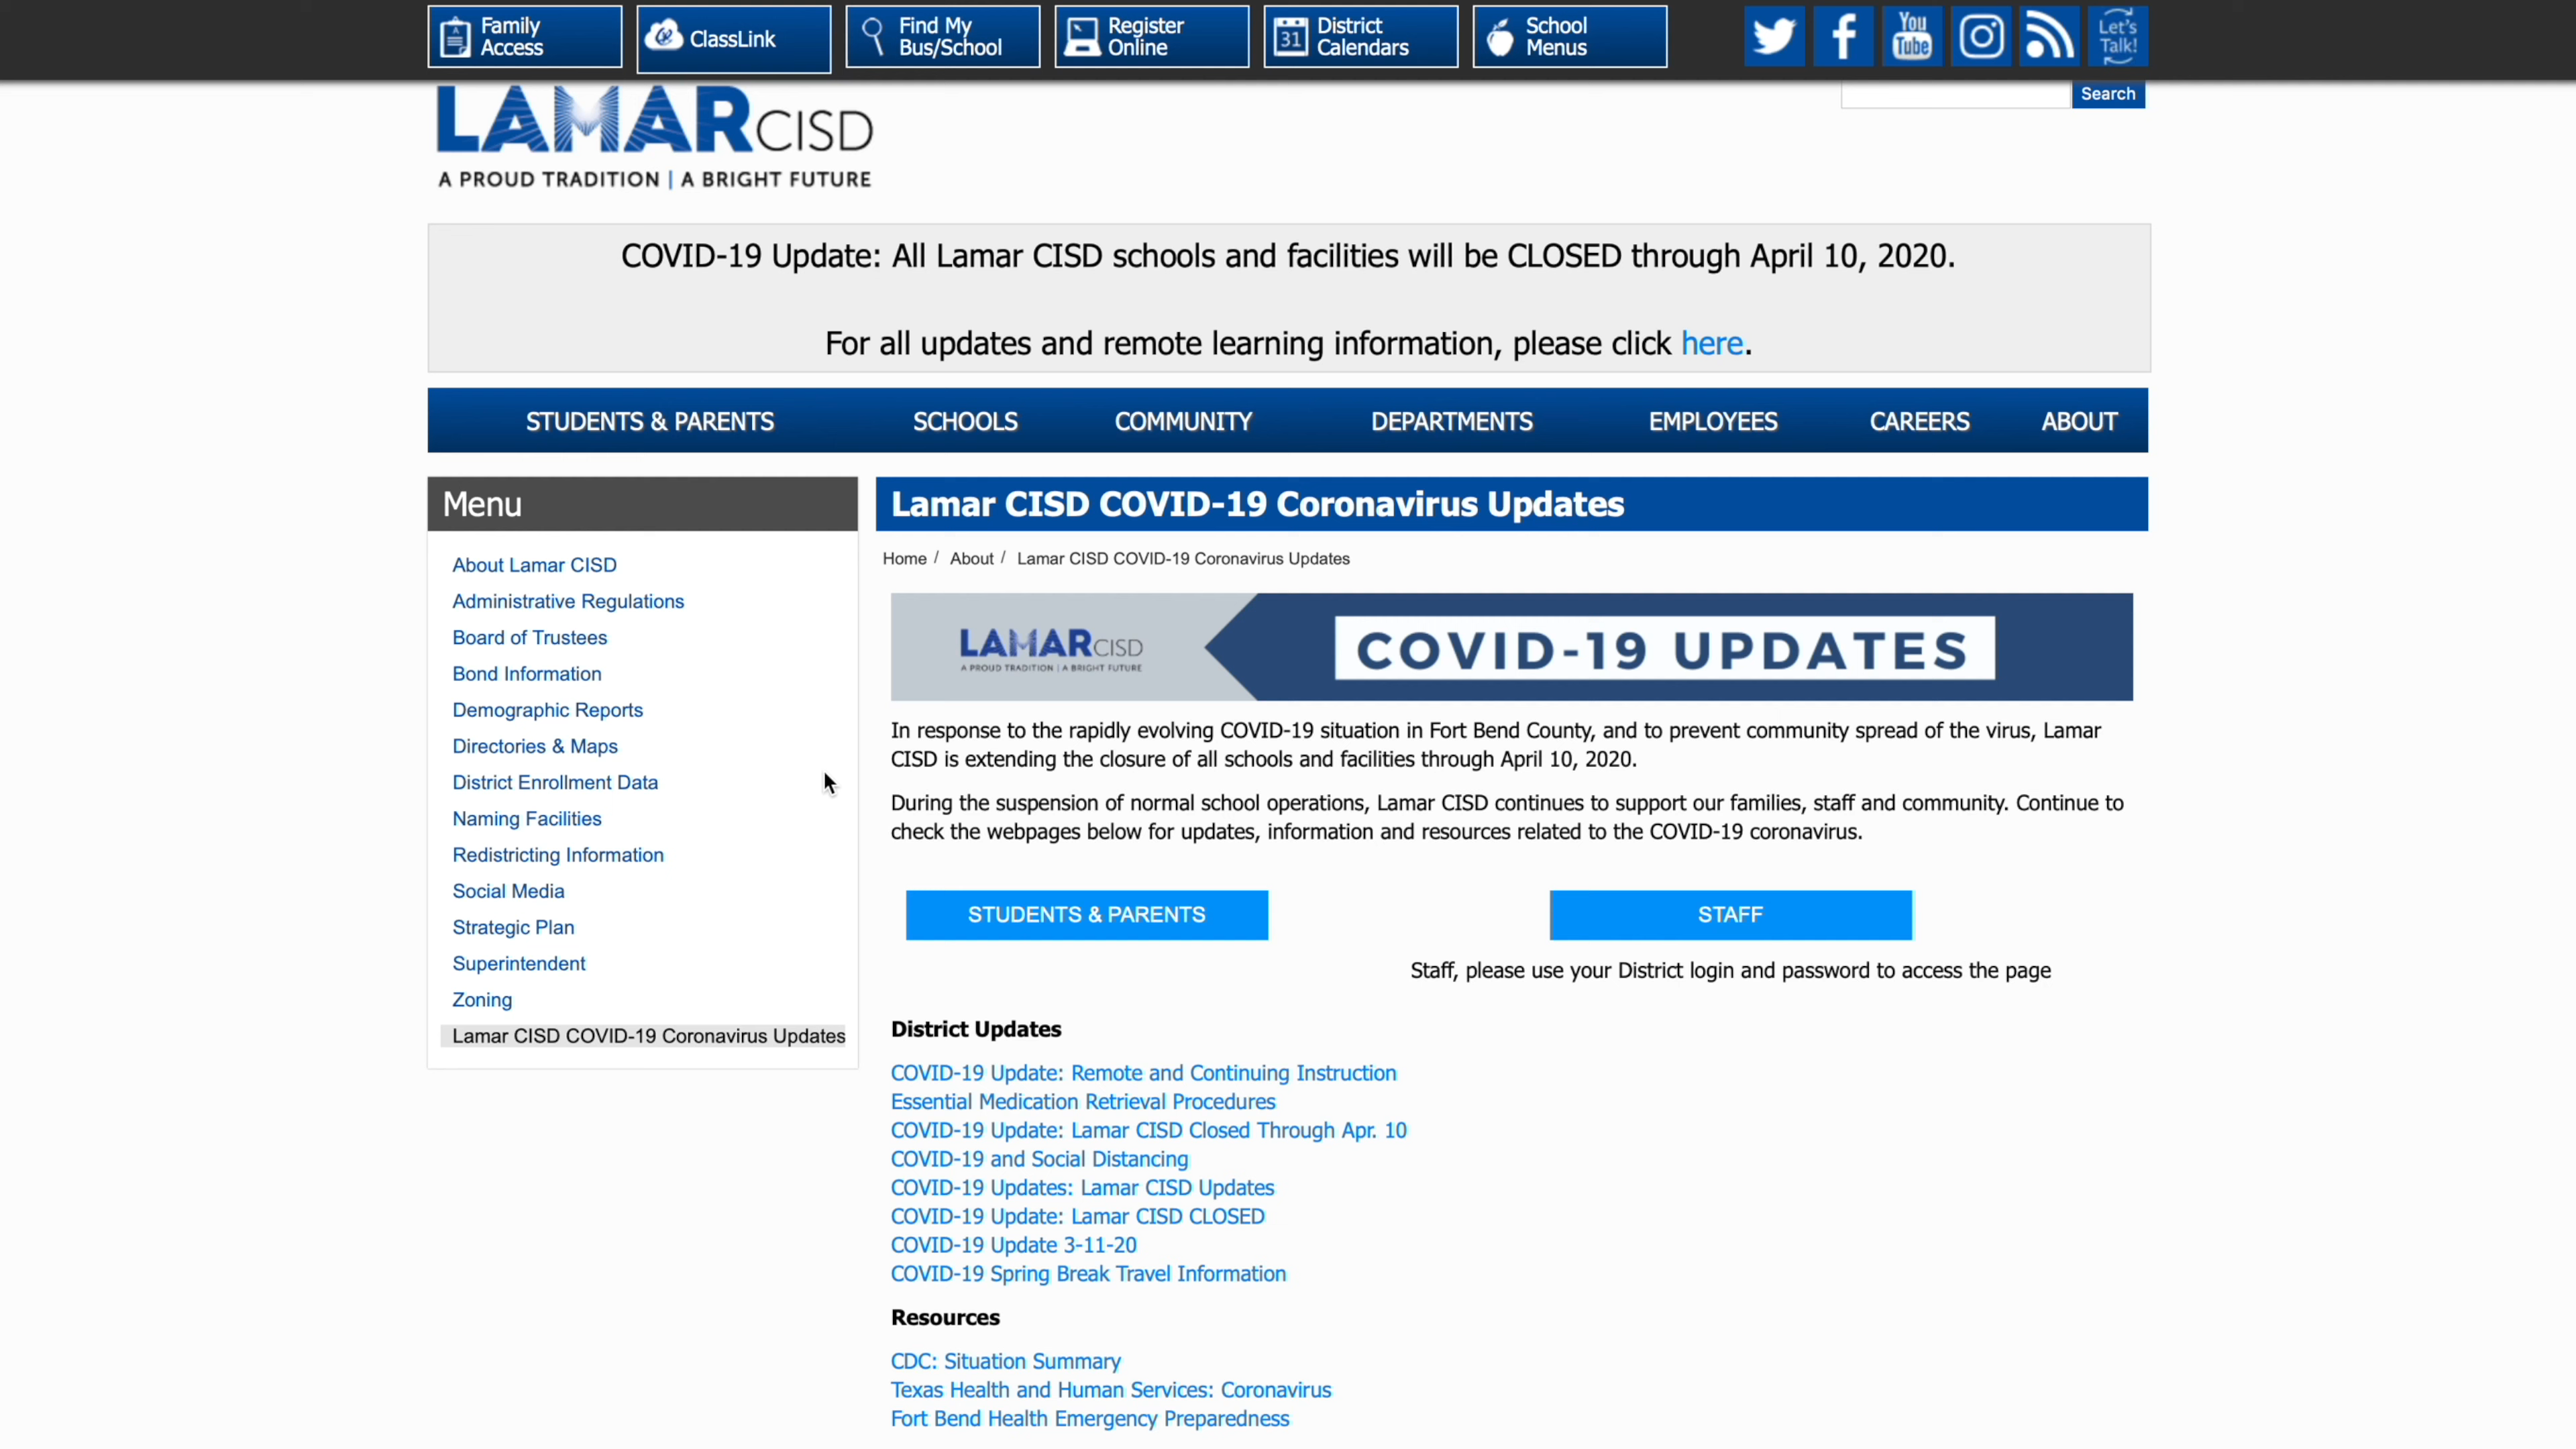 Family Access
ClassLink
Find My Bus/School
Register Online
31
District Calendars
School Menus
You Tube
Let's Talk!
Search
LAMAR CISD
A PROUD TRADITION | A BRIGHT FUTURE
COVID-19 Update: All Lamar CISD schools and facilities will be CLOSED through April 10, 2020.
For all updates and remote learning information, please click here.
STUDENTS & PARENTS
SCHOOLS
COMMUNITY
DEPARTMENTS
EMPLOYEES
CAREERS
ABOUT
Menu
About Lamar CISD
Administrative Regulations
Board of Trustees
Bond Information
Demographic Reports
Directories & Maps
District Enrollment Data
Naming Facilities
Redistricting Information
Social Media
Strategic Plan
Superintendent
Zoning
Lamar CISD COVID-19 Coronavirus Updates
Lamar CISD COVID-19 Coronavirus Updates
Home / About / Lamar CISD COVID-19 Coronavirus Updates
LAMAR CISD
A PROUD TRADITION | A BRIGHT FUTURE
COVID-19 UPDATES
In response to the rapidly evolving COVID-19 situation in Fort Bend County, and to prevent community spread of the virus, Lamar
CISD is extending the closure of all schools and facilities through April 10, 2020.
During the suspension of normal school operations, Lamar CISD continues to support our families, staff and community. Continue to
check the webpages below for updates, information and resources related to the COVID-19 coronavirus.
STUDENTS & PARENTS
STAFF
Staff, please use your District login and password to access the page
District Updates
COVID-19 Update: Remote and Continuing Instruction
Essential Medication Retrieval Procedures
COVID-19 Update: Lamar CISD Closed Through Apr. 10
COVID-19 and Social Distancing
COVID-19 Updates: Lamar CISD Updates
COVID-19 Update: Lamar CISD CLOSED
COVID-19 Update 3-11-20
COVID-19 Spring Break Travel Information
Resources
CDC: Situation Summary
Texas Health and Human Services: Coronavirus
Fort Bend Health Emergency Preparedness